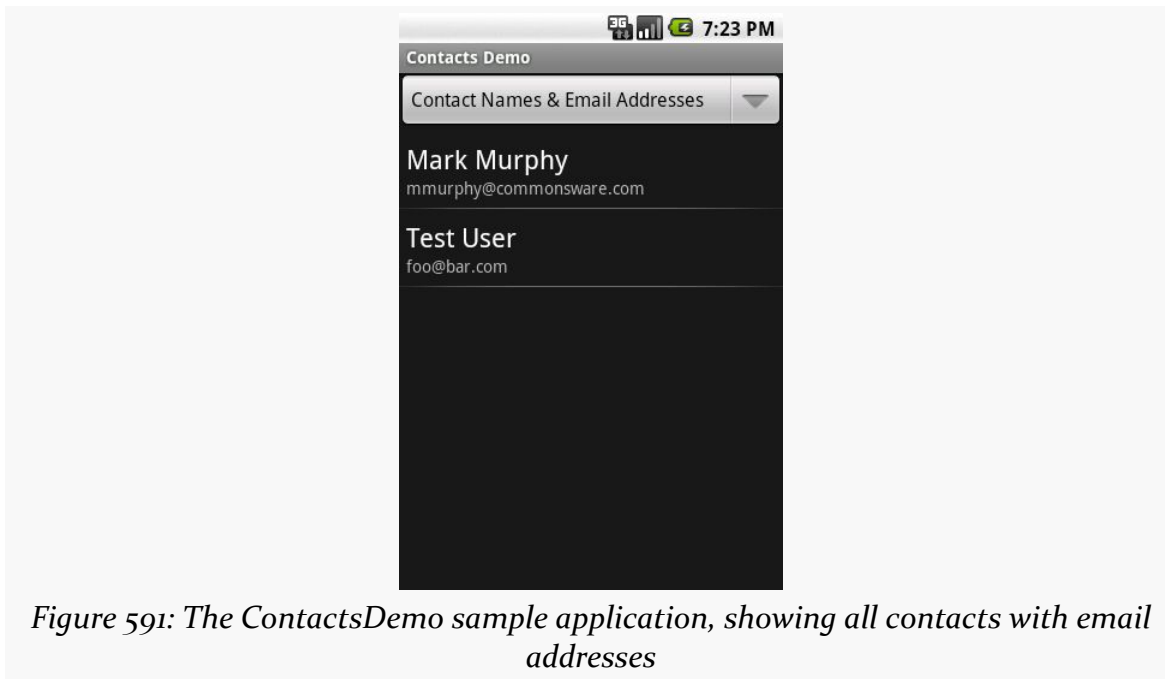 3G 7:23 PM
Contacts Demo
Contact Names & Email Addresses
Mark Murphy
mmurphy@commonsware.com
Test User
foo@bar.com
Figure 591: The ContactsDemo sample application, showing all contacts with email
addresses